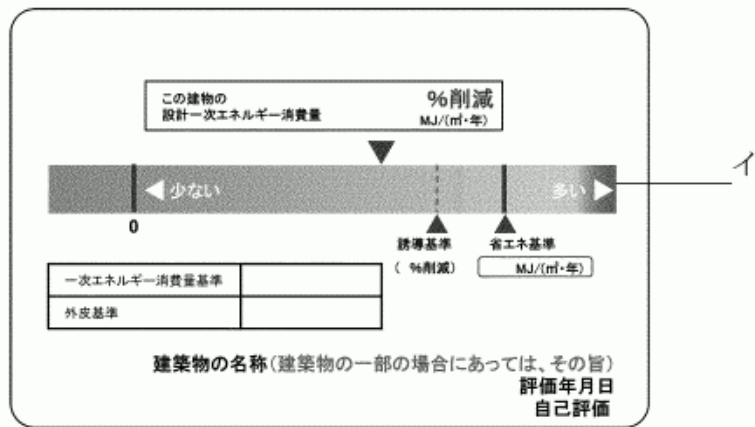 この建物の
設計一次エネルギー消費量
%削減
MJ/(㎡・年)
少ない
多い
イ
0
誘導基準
( %削減)
省エネ基準
MJ/(㎡・年)
一次エネルギー消費量基準
外皮基準
建築物の名称(建築物の一部の場合にあっては、その旨)
評価年月日
自己評価